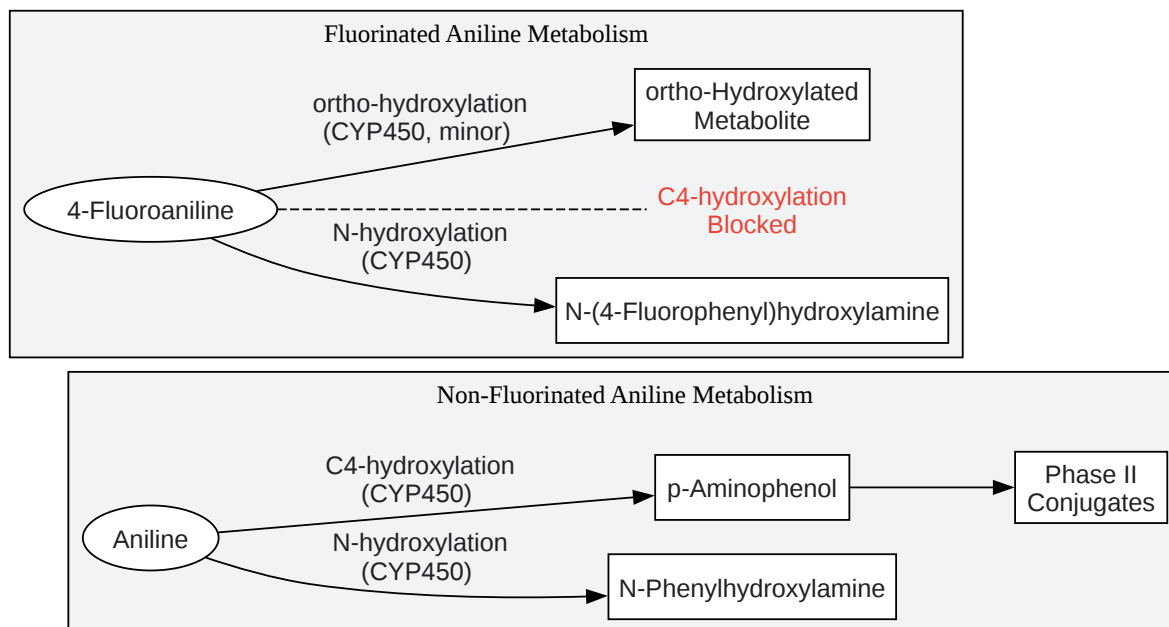 Fluorinated Aniline Metabolism
ortho-hydroxylation
(CYP450, minor)
ortho-Hydroxylated
Metabolite
4-Fluoroaniline
C4-hydroxylation
Blocked
N-hydroxylation
(CYP450)
N-(4-Fluorophenyl)hydroxylamine
Non-Fluorinated Aniline Metabolism
C4-hydroxylation
(CYP450)
p-Aminophenol
Phase II
Conjugates
Aniline
N-hydroxylation
(CYP450)
N-Phenylhydroxylamine